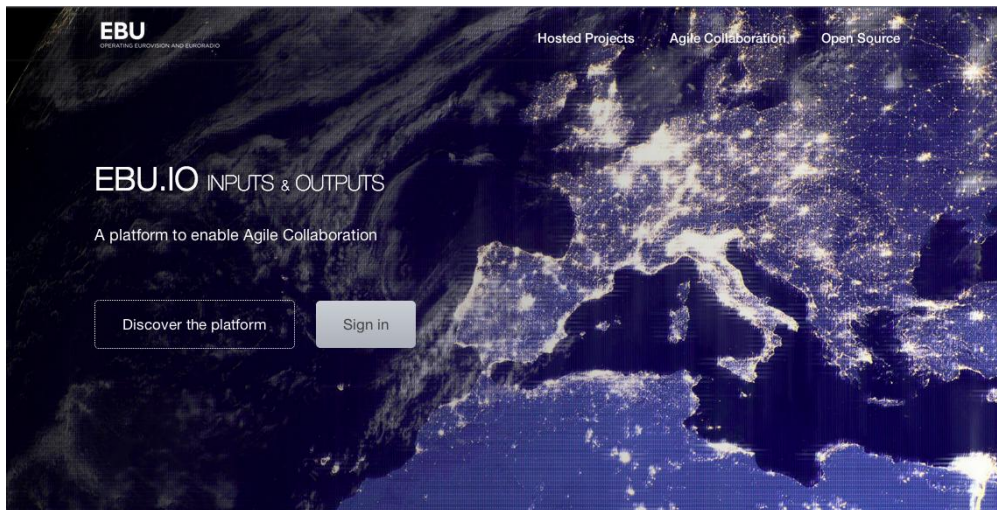 EBU
OPERATING EUROVISION AND EURORADIO
Hosted Projects
Agile Collaboration
Open Source
EBU.IO INPUTS & OUTPUTS
A platform to enable Agile Collaboration
Discover the platform
Sign in